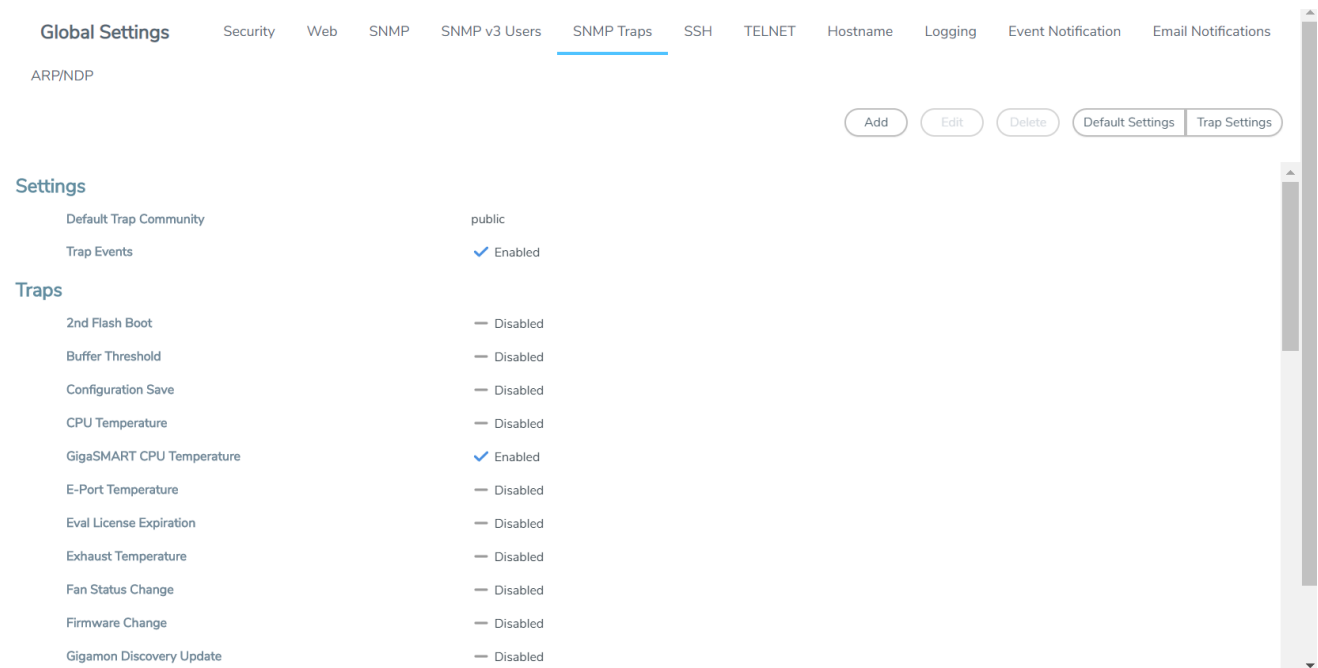 Global Settings Security Web SNMP SNMP v3 Users SNMP Traps SSH TELNET Hostname Logging Event Notification Email Notifications
ARP/NDP
Add Edit Delete Default Settings Trap Settings
Settings
Default Trap Community public
Trap Events Enabled
Traps
2nd Flash Boot Disabled
Buffer Threshold Disabled
Configuration Save Disabled
CPU Temperature Disabled
GigaSMART CPU Temperature Enabled
E-Port Temperature Disabled
Eval License Expiration Disabled
Exhaust Temperature Disabled
Fan Status Change Disabled
Firmware Change Disabled
Gigamon Discovery Update Disabled